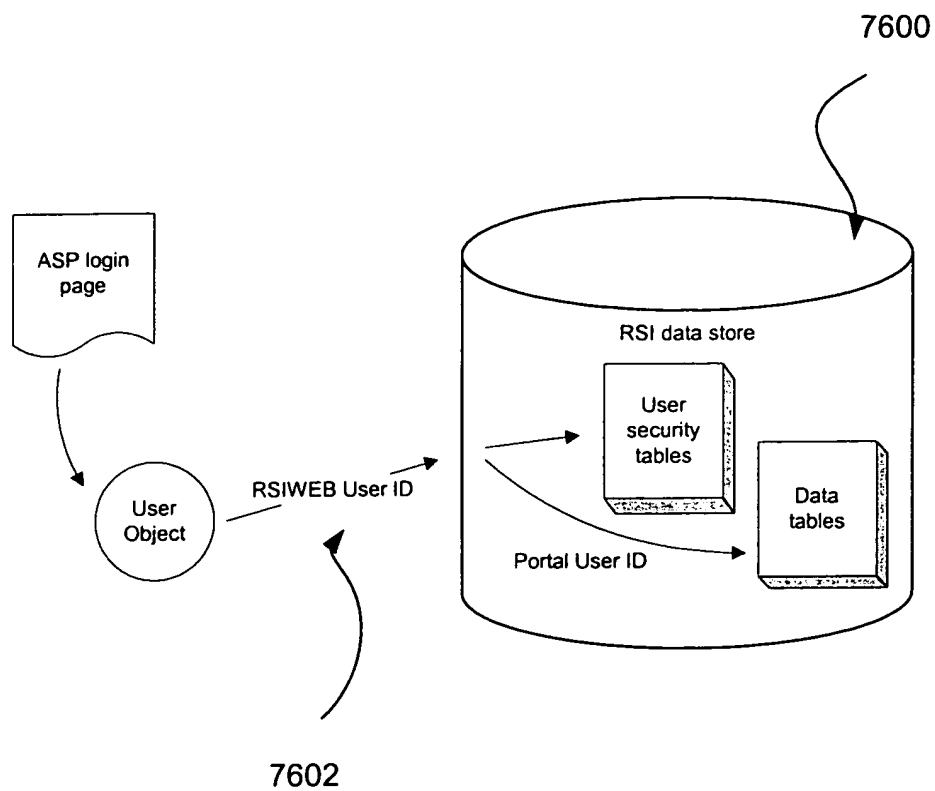 7600
ASP login
page
RSI data store
User
security
tables
RSIWEB User ID
User
Object
Data
tables
Portal User ID
7602